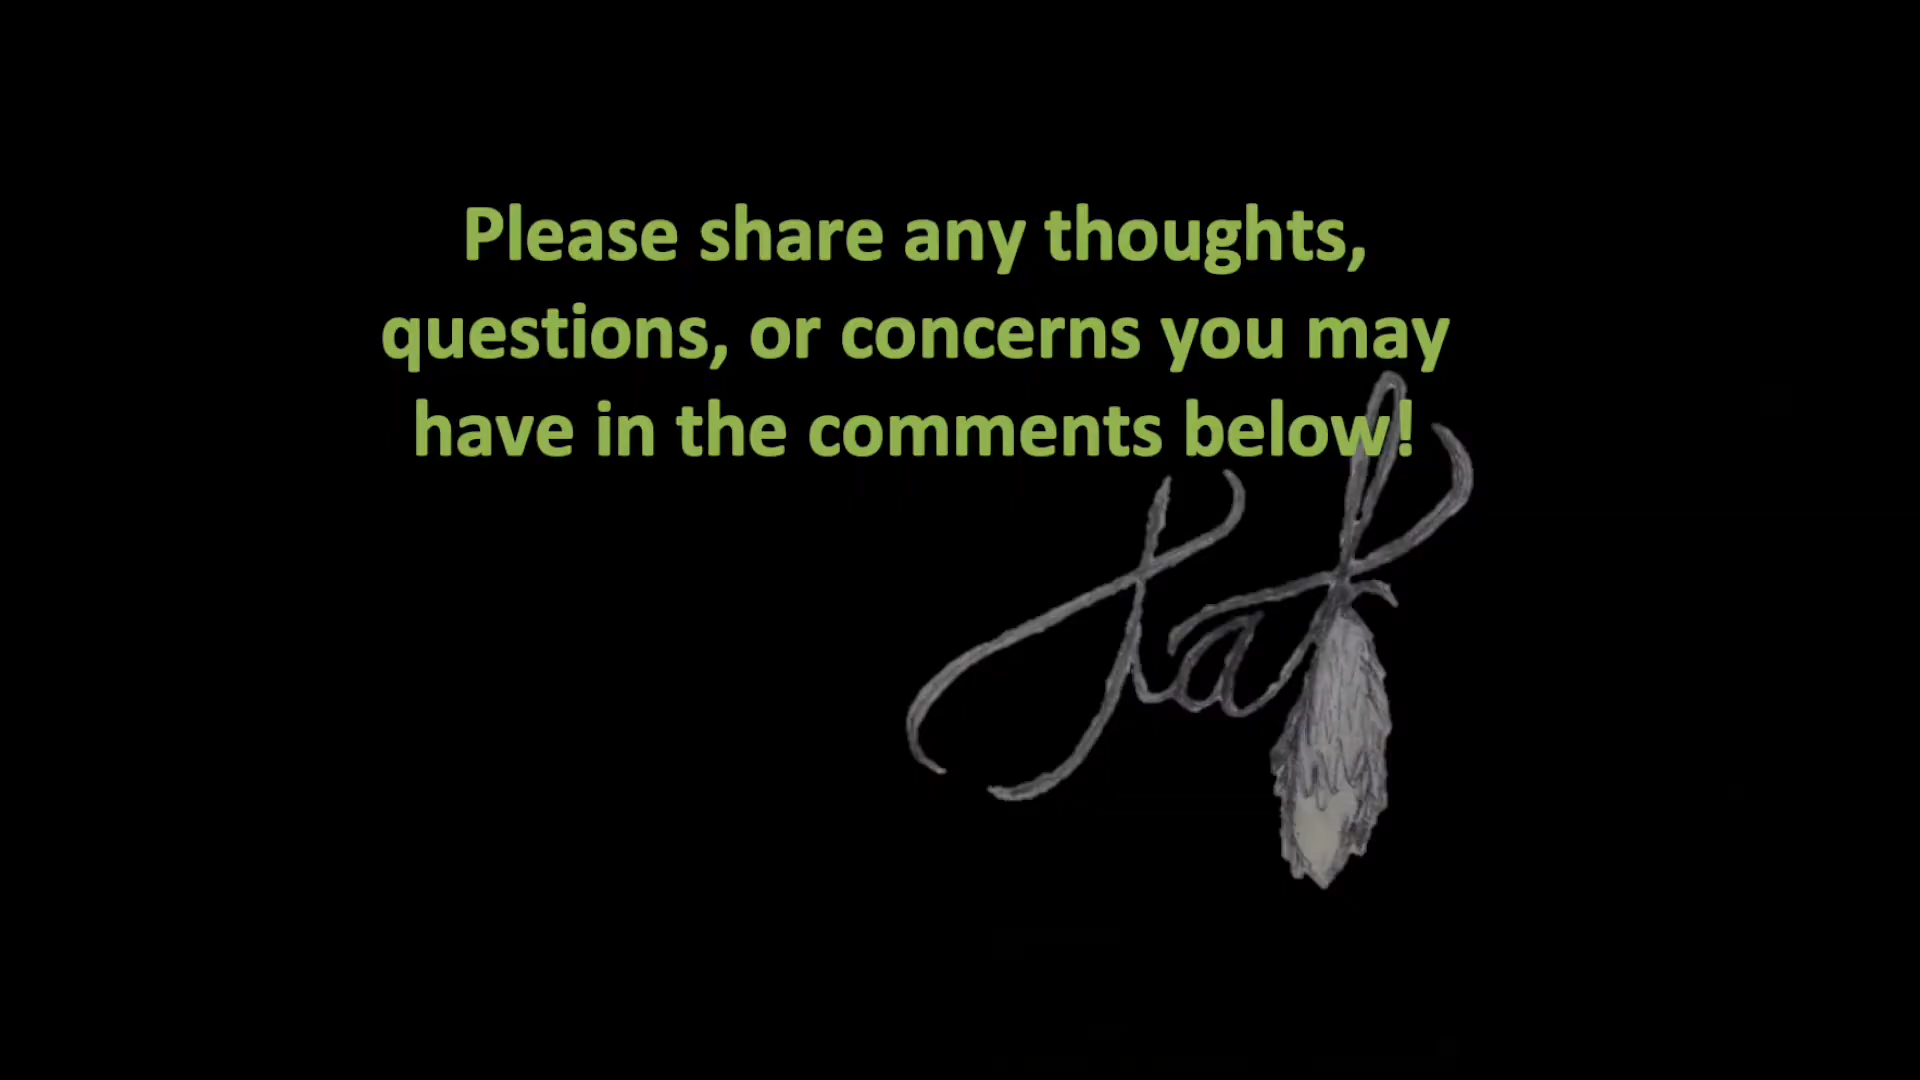 Please share any thoughts,
questions, or concerns you may
have in the comments below!